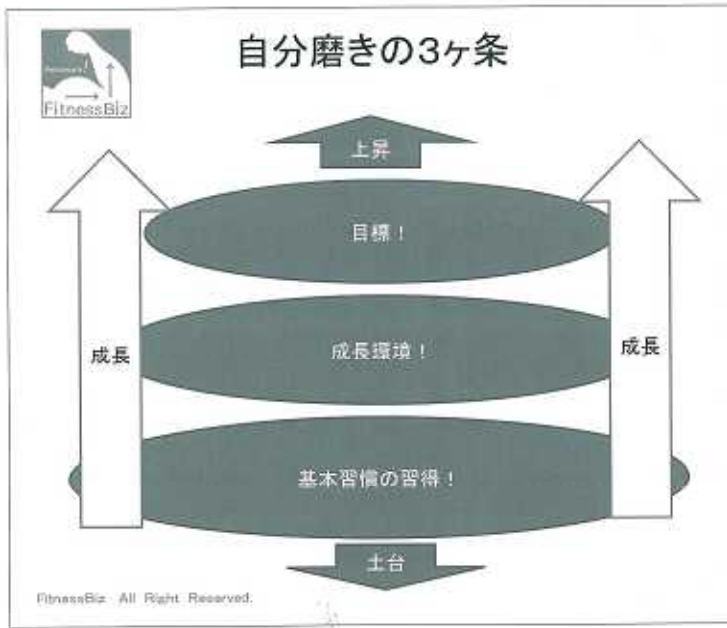 自分磨きの3ヶ条
FitnessBiz
上昇
目標！
成長環境！
成長
成長
基本習慣の習得！
土台
FitnessBiz All Right Reserved.